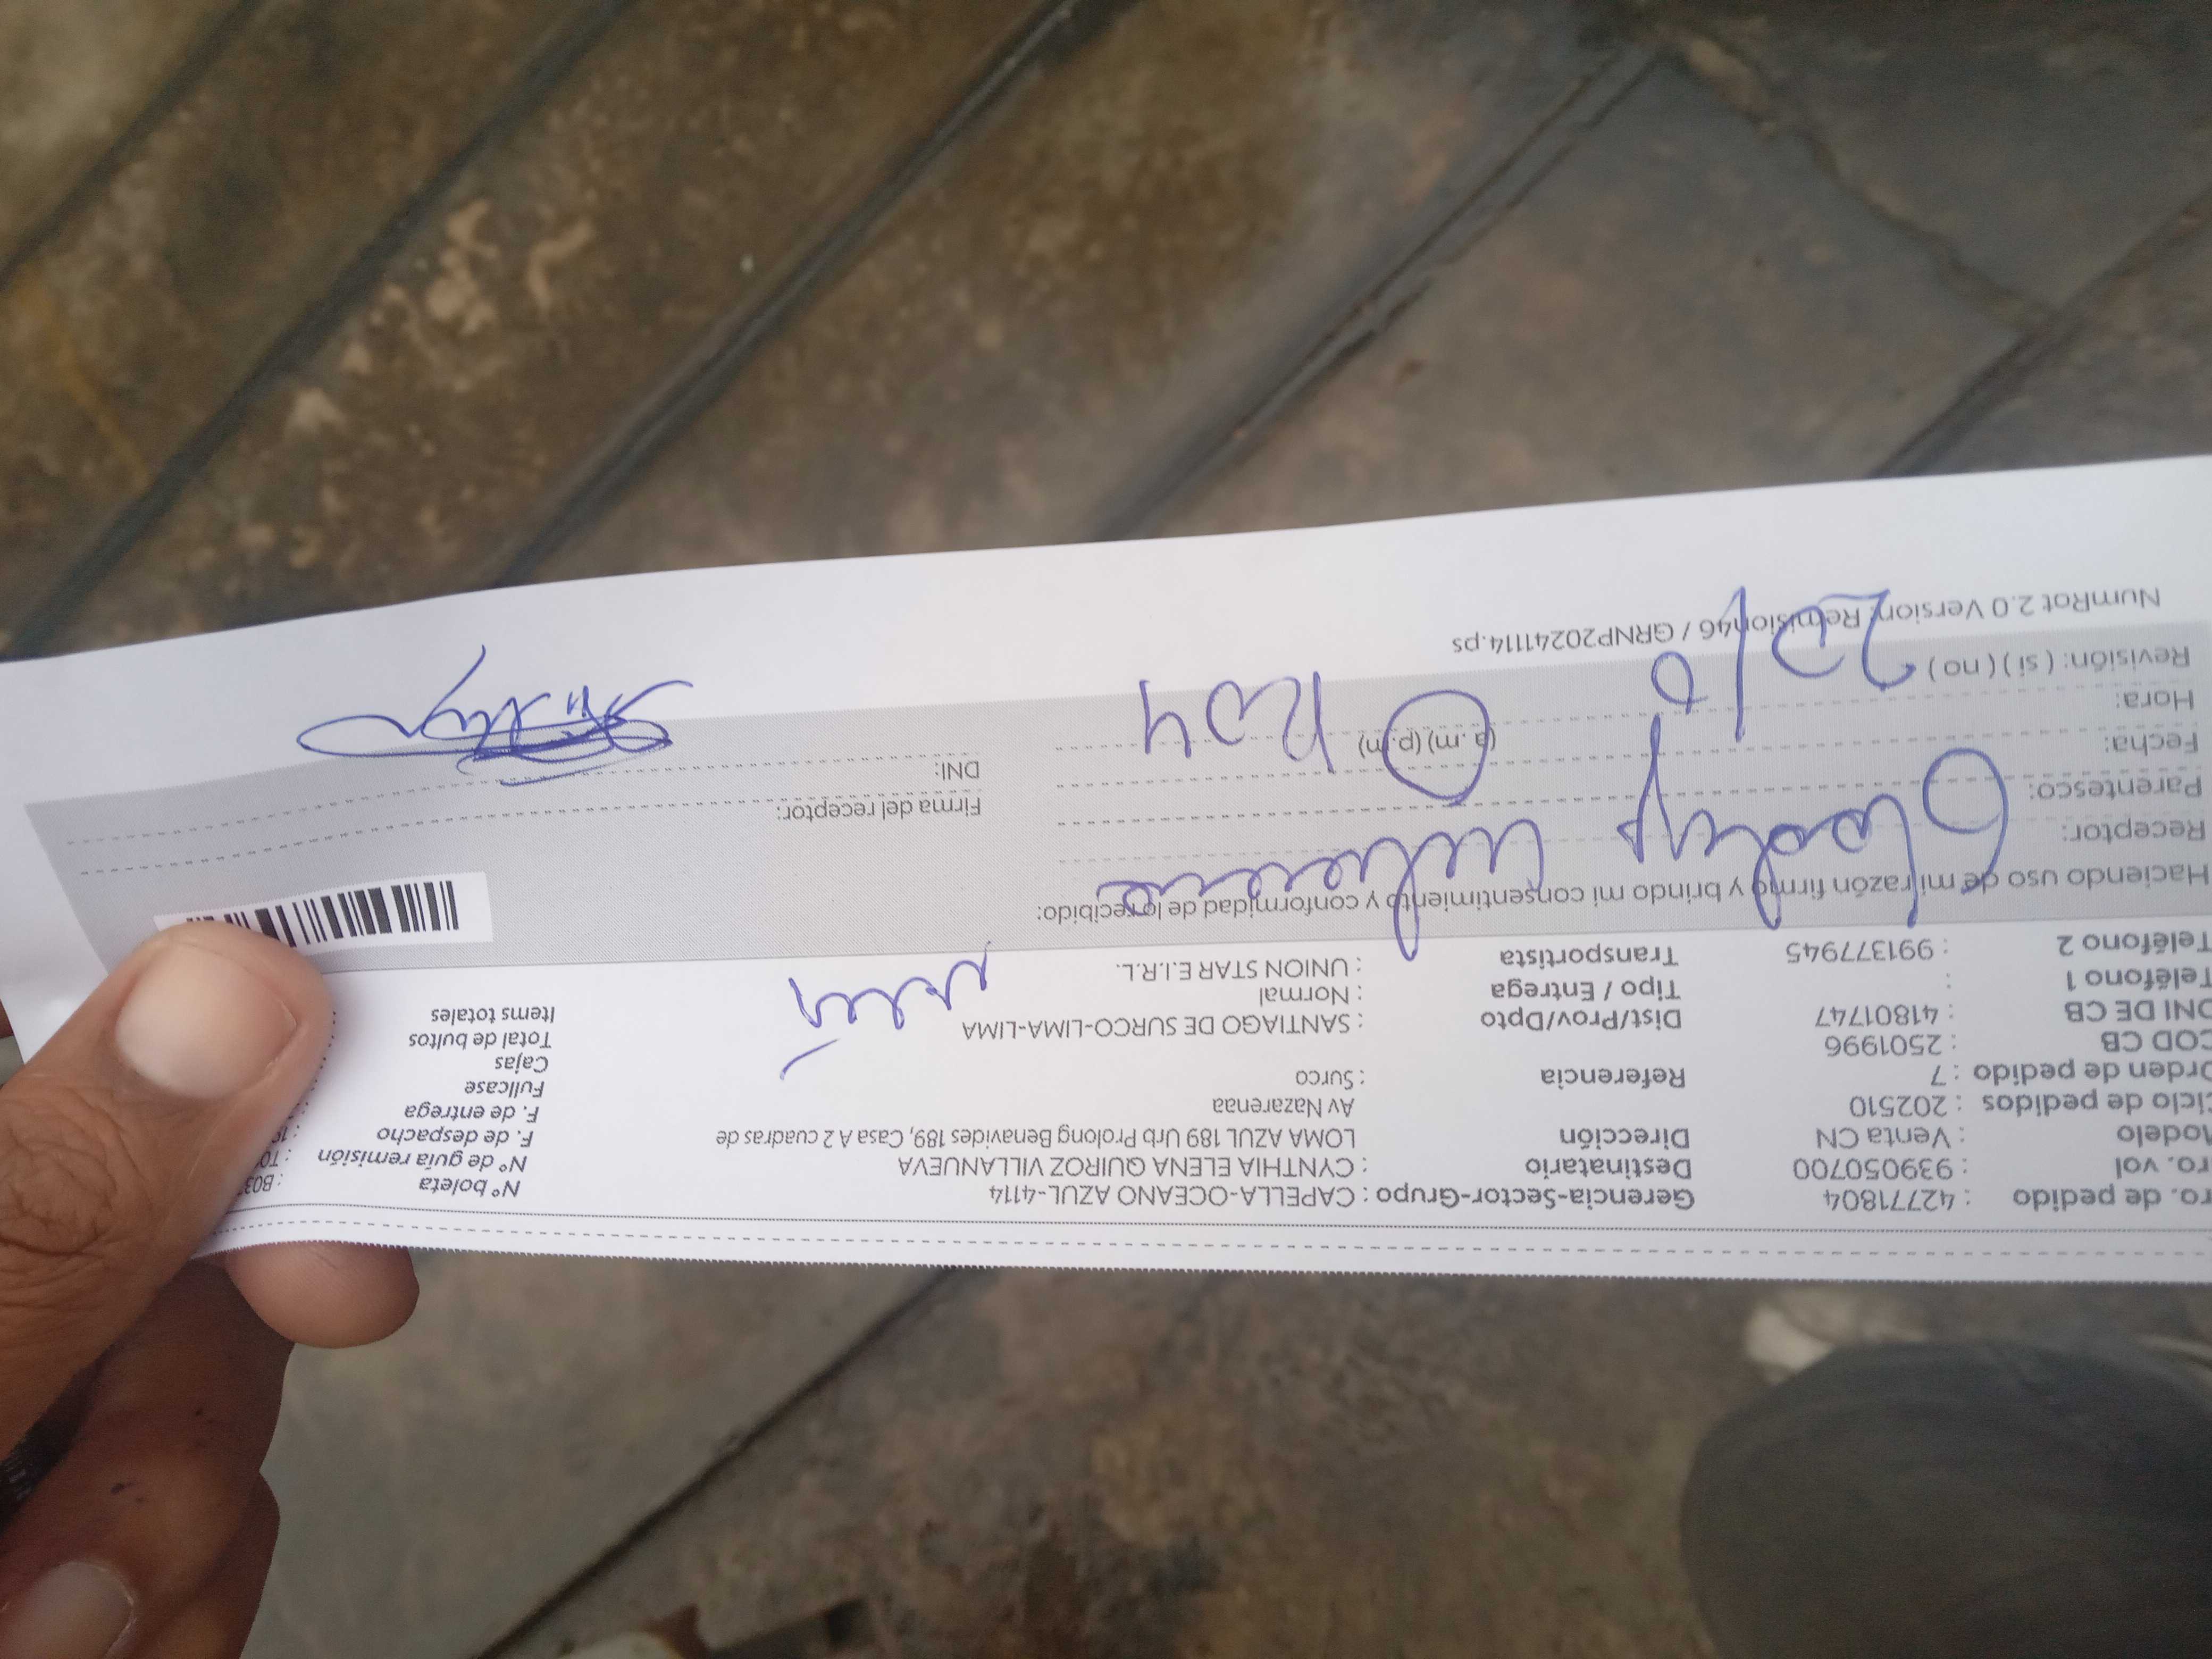 ro. de pedido : 42771804 Gerencia-Sector-Grupo : CAPELLA-OCEANO AZUL-4114 Nº boleta : B03
ro. vol : 939050700 Destinatario : CYNTHIA ELENA QUIROZ VILLANUEVA Nº de guía remisión
odelo : Venta CN Dirección LOMA AZUL 189 Urb Prolong Benavides 189, Casa A 2 cuadras de F. de despacho
iclo de pedidos : 202510 Av Nazarenaa F. de entrega
Orden de pedido : 7 Referencia : Surco Fullcase
COD CB : 2501996 Cajas
DNI DE CB : 41801747 Dist/Prov/Dpto : SANTIAGO DE SURCO-LIMA-LIMA Total de bultos
Teléfono 1 : Tipo / Entrega : Normal Items totales
Teléfono 2 : 991377945 Transportista : UNION STAR E.I.R.L.
Haciendo uso de mi razón firmo y brindo mi consentimiento y conformidad de lo recibido:
Receptor:
Parentesco: Firma del receptor:
Fecha: DNI:
Hora: (a.m) (p.m)
Revisión: ( si ) ( no )
NumRot 2.0 Version: Remision46 / GRNP20241114.ps